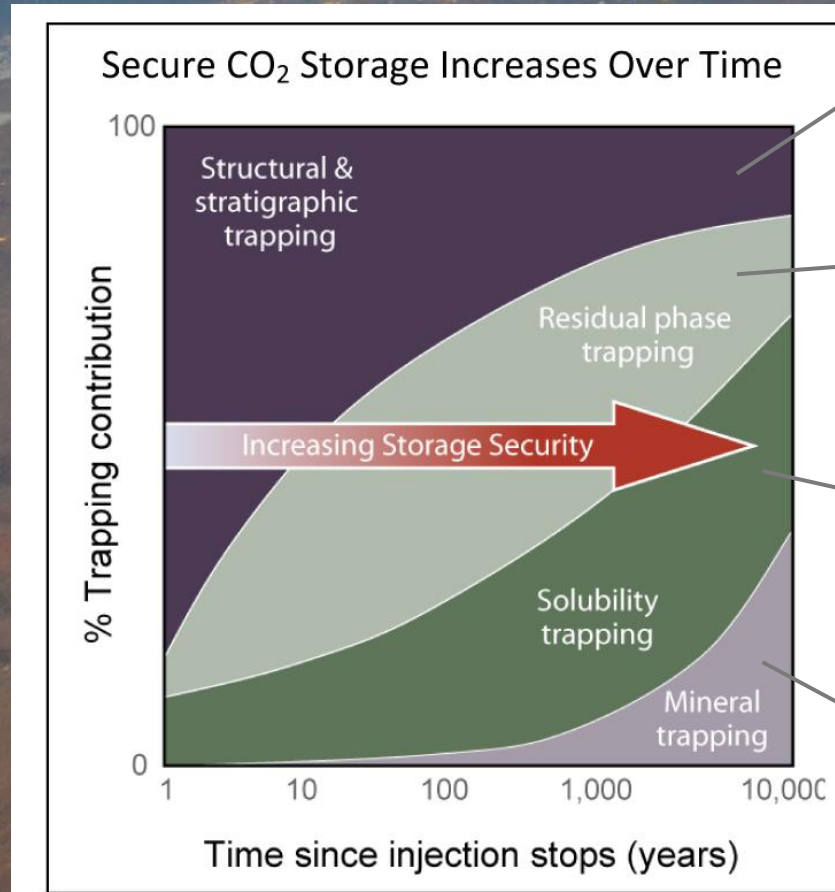 Secure CO₂ Storage Increases Over Time
100
Structural &
stratigraphic
trapping
Residual phase
trapping
% Trapping contribution
Increasing Storage Security
Solubility
trapping
Mineral
trapping
0
1 10 100 1,000 10,000
Time since injection stops (years)